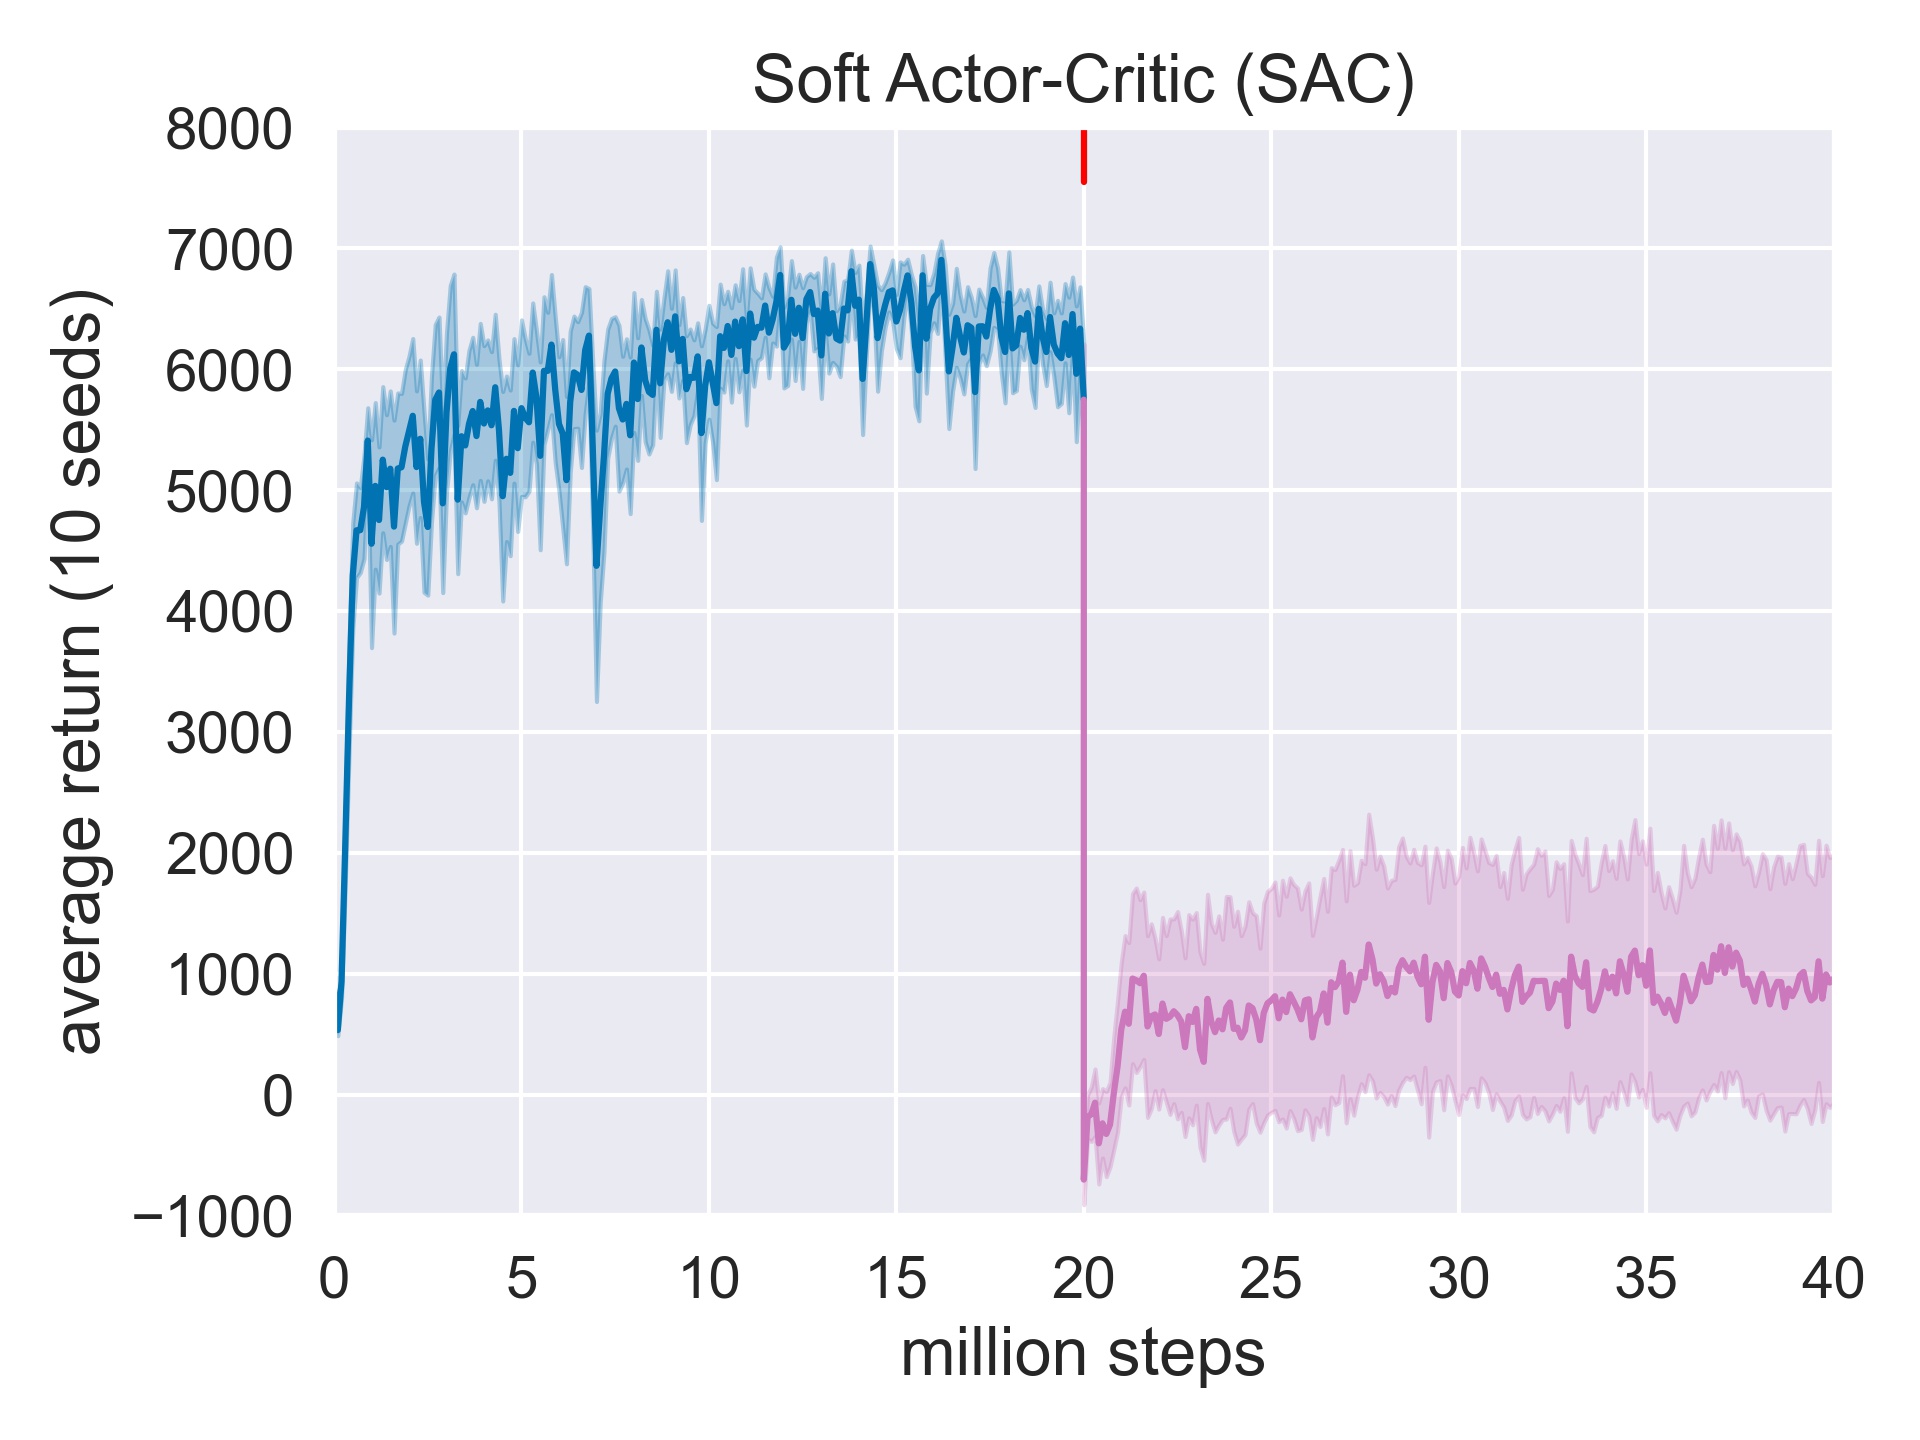 Soft Actor-Critic (SAC)
8000
7000
6000
5000
4000
3000
2000
1000
0
−1000
average return (10 seeds)
0 5 10 15 20 25 30 35 40
million steps